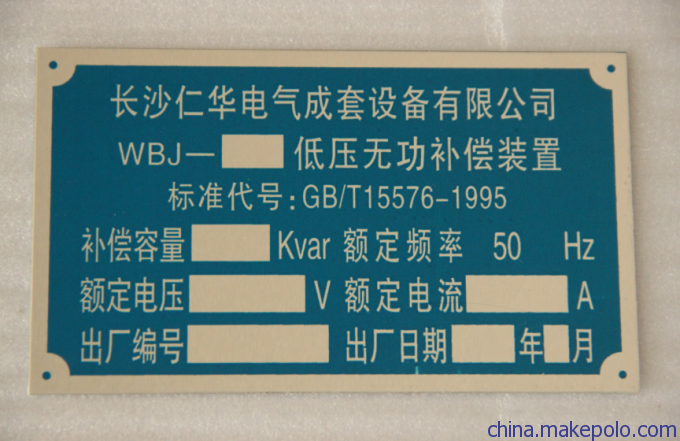 长沙仁华电气成套设备有限公司
WBJ— 低压无功补偿装置
标准代号:GB/T15576-1995
补偿容量 Kvar 额定频率 50 Hz
额定电压 V 额定电流 A
出厂编号 出厂日期 年 月
china.makepolo.com